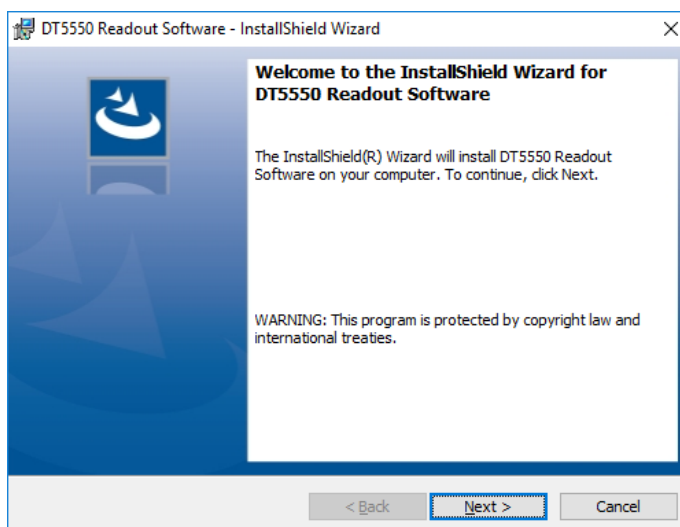 DT5550 Readout Software - InstallShield Wizard
Welcome to the InstallShield Wizard for
DT5550 Readout Software
The InstallShield(R) Wizard will install DT5550 Readout
Software on your computer. To continue, click Next.
WARNING: This program is protected by copyright law and
international treaties.
< Back
Next >
Cancel